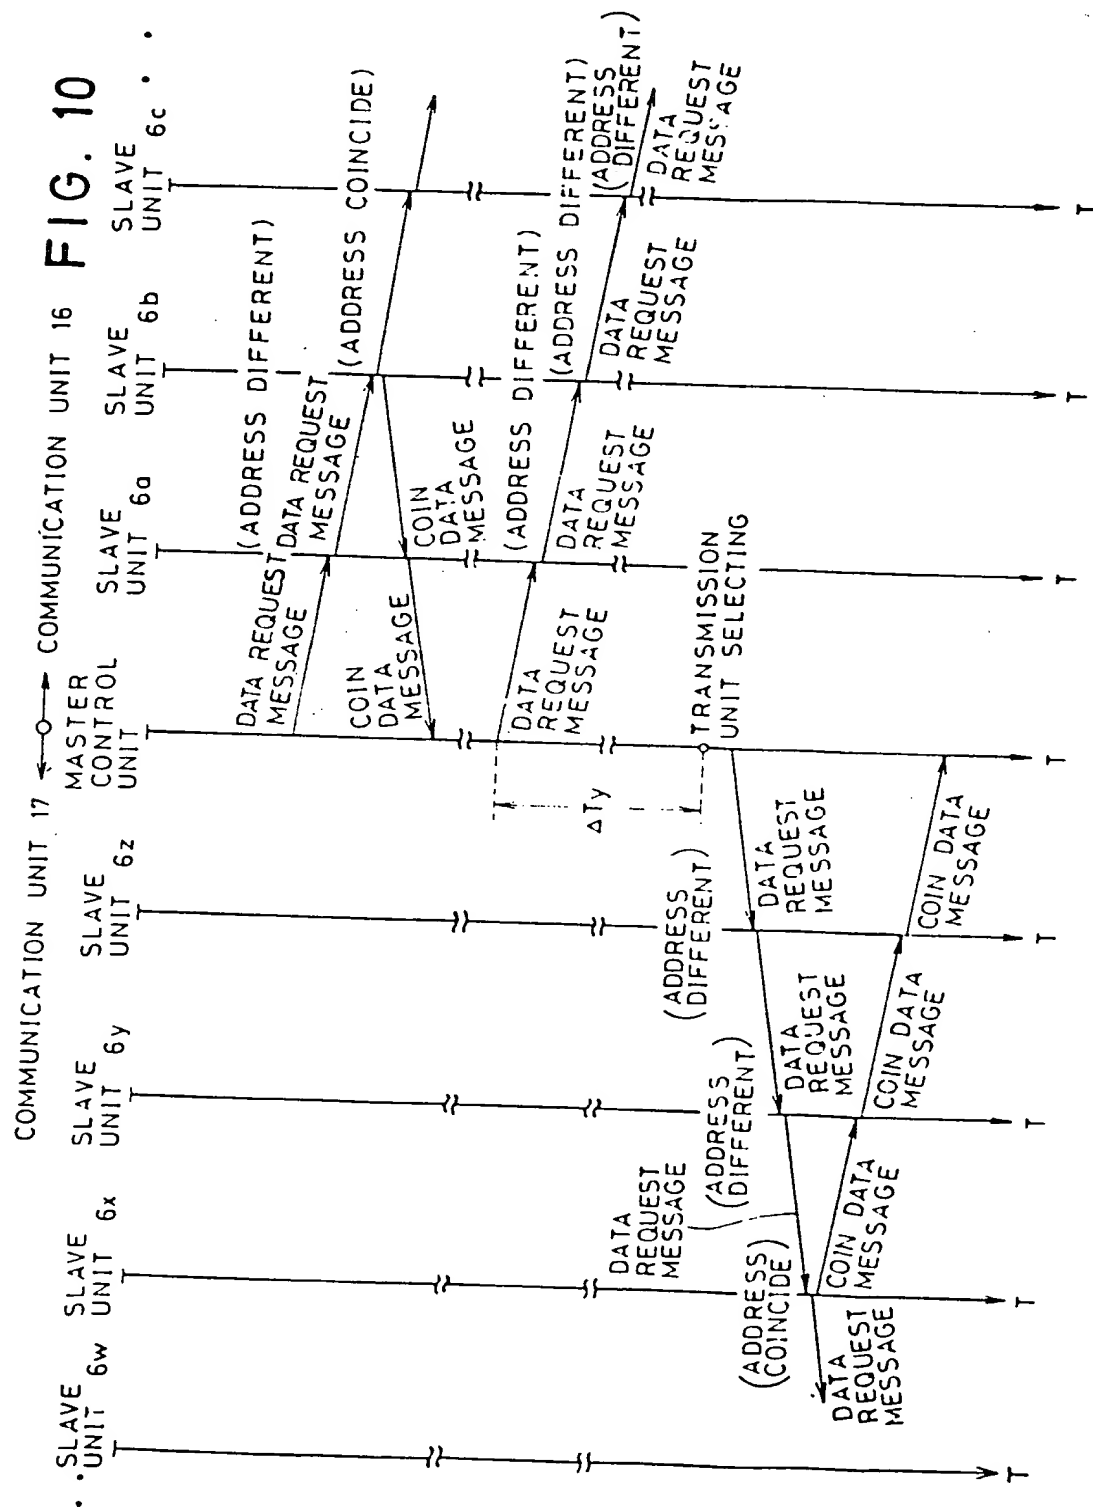 FIG. 10
COMMUNICATION UNIT 17
COMMUNICATION UNIT 16
SLAVE
UNIT 6w
SLAVE
UNIT 6x
SLAVE
UNIT 6y
SLAVE
UNIT 6z
MASTER
CONTROL
UNIT
SLAVE
UNIT 6a
SLAVE
UNIT 6b
SLAVE
UNIT 6c
DATA REQUEST
MESSAGE
(ADDRESS DIFFERENT)
DATA REQUEST
MESSAGE
(ADDRESS COINCIDE)
COIN
DATA
MESSAGE
COIN
DATA
MESSAGE
DATA
REQUEST
MESSAGE
(ADDRESS DIFFERENT)
DATA
REQUEST
MESSAGE
(ADDRESS DIFFERENT)
DATA
REQUEST
MESSAGE
(ADDRESS
DIFFERENT)
DATA
REQUEST
MESSAGE
ΔTy
TRANSMISSION
UNIT SELECTING
DATA
REQUEST
MESSAGE
(ADDRESS
DIFFERENT)
DATA
REQUEST
MESSAGE
(ADDRESS
DIFFERENT)
DATA
REQUEST
MESSAGE
(ADDRESS
COINCIDE)
DATA
REQUEST
MESSAGE
COIN DATA
MESSAGE
COIN DATA
MESSAGE
COIN DATA
MESSAGE
T
T
T
T
T
T
T
T